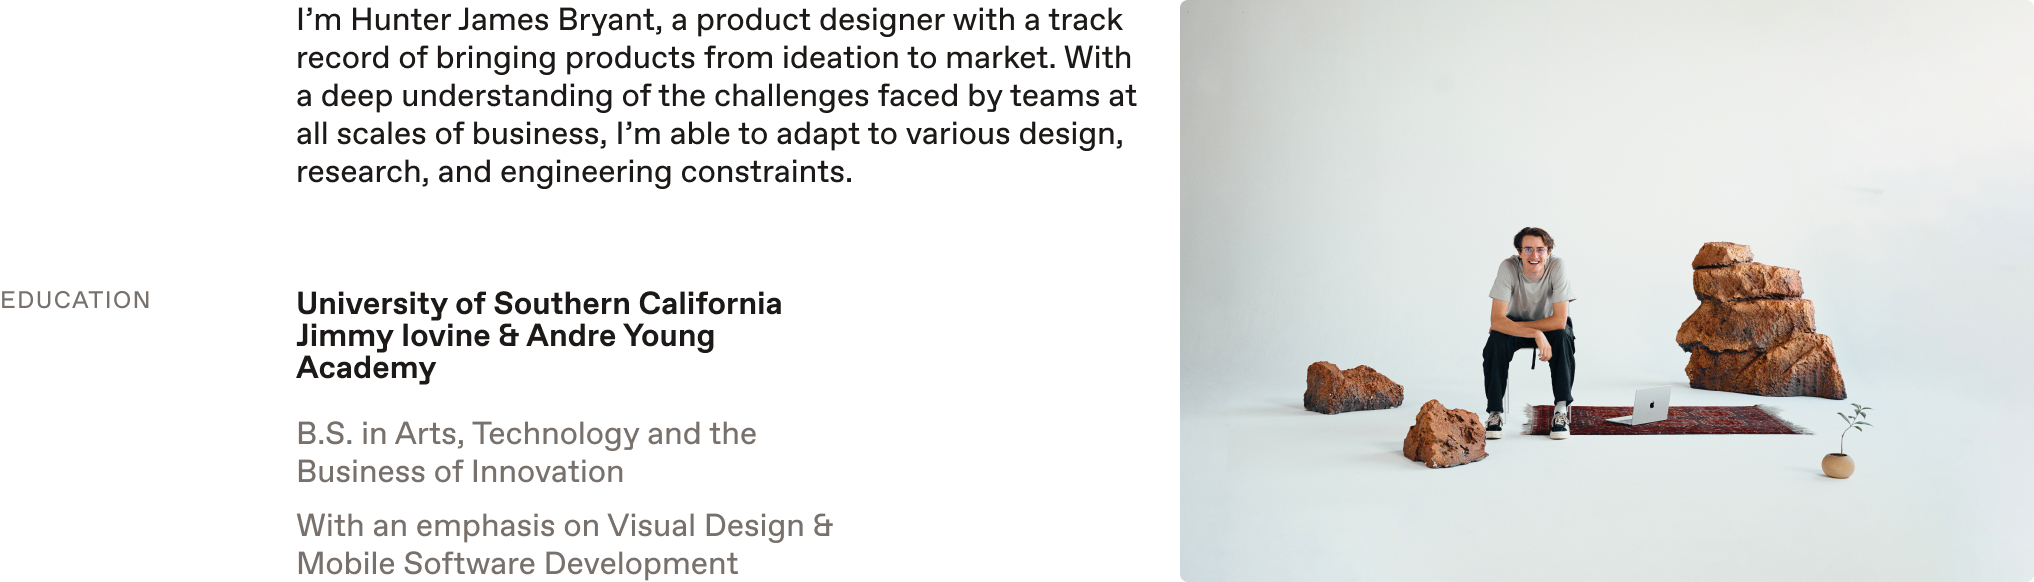 I’m Hunter James Bryant, a product designer with a track
record of bringing products from ideation to market. With
a deep understanding of the challenges faced by teams at
all scales of business, I’m able to adapt to various design,
research, and engineering constraints.
EDUCATION
University of Southern California
Jimmy Iovine & Andre Young
Academy
B.S. in Arts, Technology and the
Business of Innovation
With an emphasis on Visual Design &
Mobile Software Development